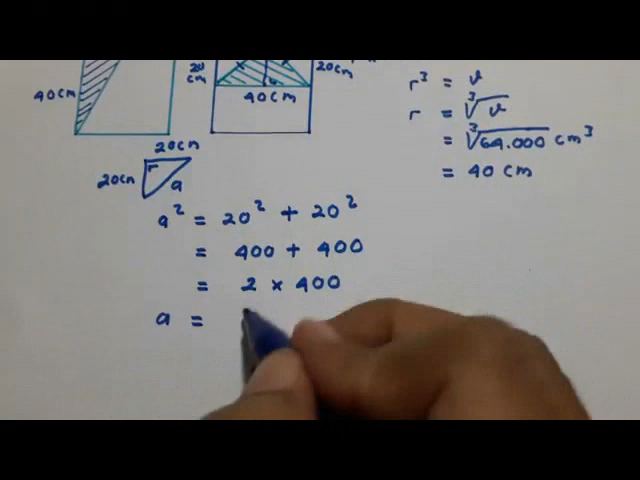 40cm
20 cm
20cm
40cm
20cm
20cm
a
a² = 20² + 20²
= 400 + 400
= 2 × 400
a =
r³ = v
r = ∛v
= ∛64.000 cm³
= 40 cm